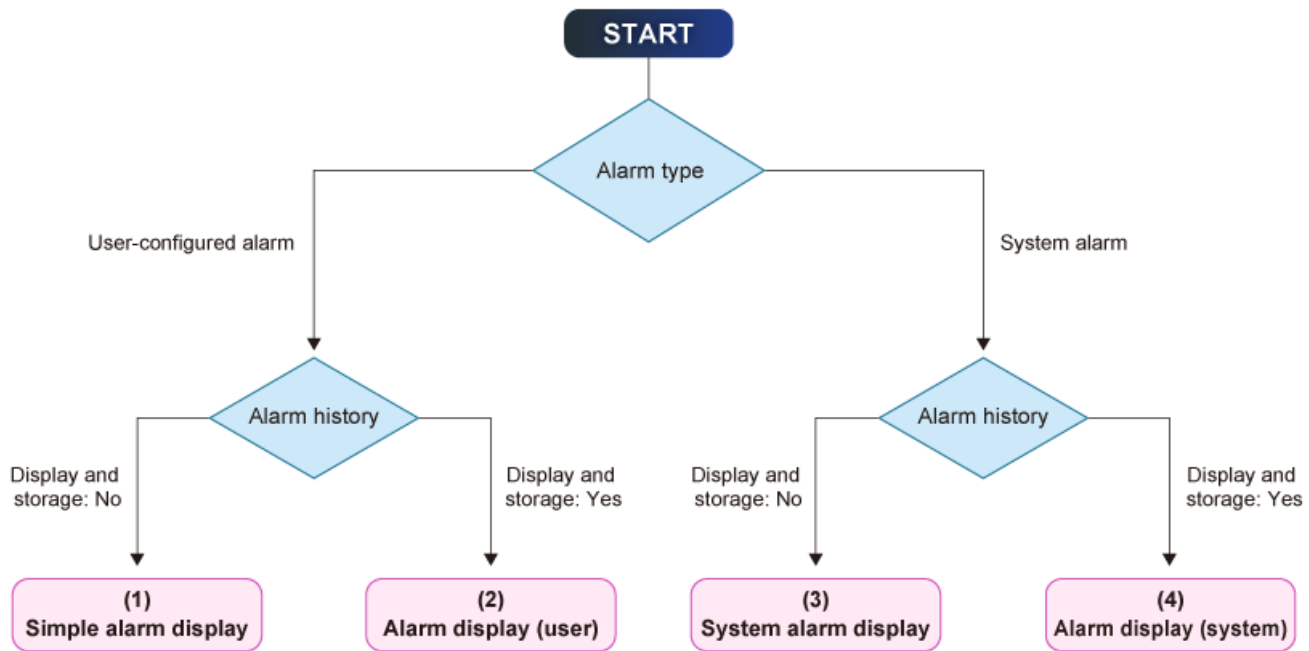 START
Alarm type
User-configured alarm
System alarm
Alarm history
Alarm history
Display and
storage: No
Display and
storage: Yes
Display and
storage: No
Display and
storage: Yes
(1)
Simple alarm display
(2)
Alarm display (user)
(3)
System alarm display
(4)
Alarm display (system)